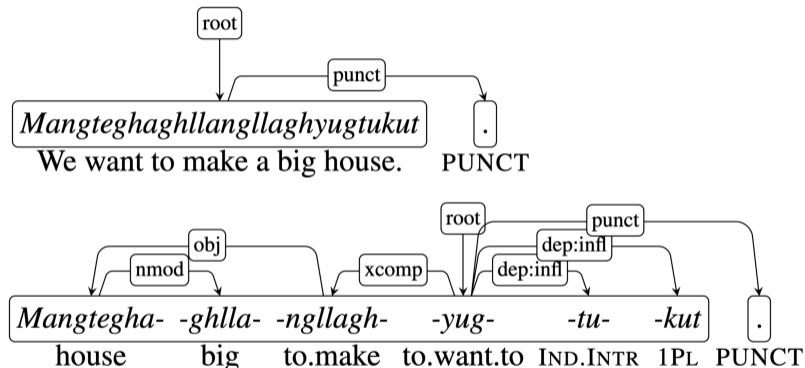 root
punct
Mangteghaghllangllaghyugtukut .
We want to make a big house. PUNCT
root punct
obj dep:infl
nmod xcomp dep:infl
Mangtegha- -ghlla- -ngllagh- -yug- -tu- -kut .
house big to.make to.want.to IND.INTR 1PL PUNCT